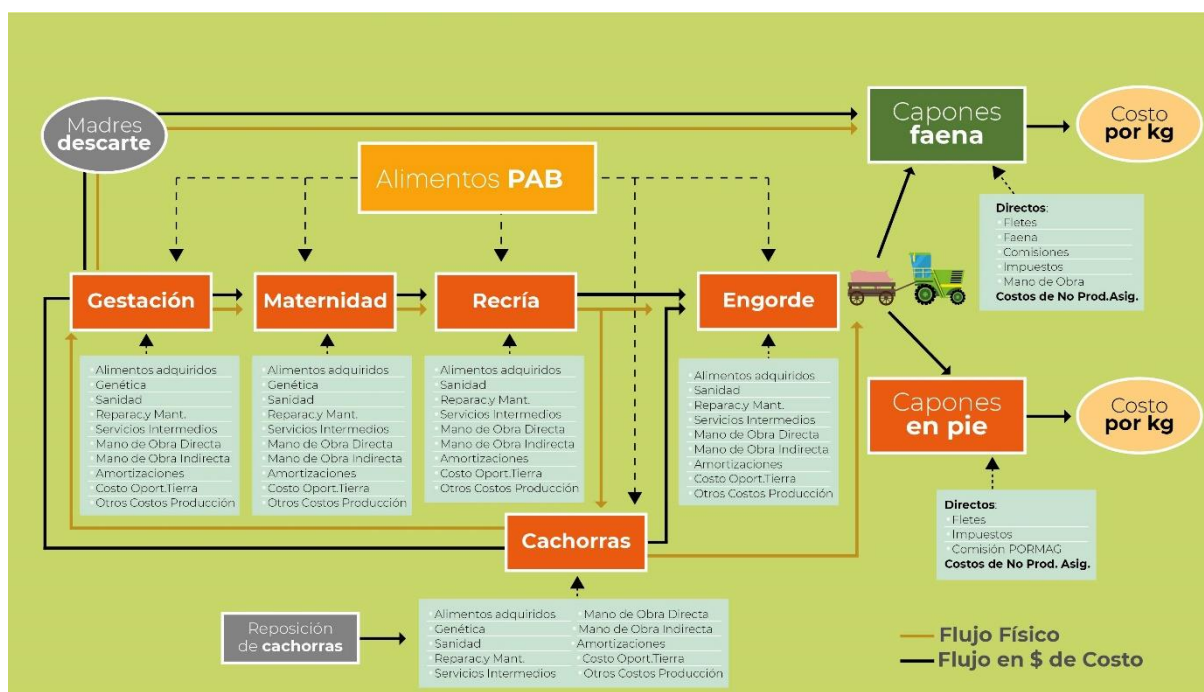 Madres
descarte
Alimentos PAB
Capones
faena
Costo
por kg
Directos:
Fletes
Faena
Comisiones
Impuestos
Mano de Obra
Costos de No Prod.Asig.
Gestación
Maternidad
Recría
Engorde
Alimentos adquiridos
Genética
Sanidad
Reparac.y Mant.
Servicios Intermedios
Mano de Obra Directa
Mano de Obra Indirecta
Amortizaciones
Costo Oport.Tierra
Otros Costos Producción
Alimentos adquiridos
Genética
Sanidad
Reparac.y Mant.
Servicios Intermedios
Mano de Obra Directa
Mano de Obra Indirecta
Amortizaciones
Costo Oport.Tierra
Otros Costos Producción
Alimentos adquiridos
Sanidad
Reparac.y Mant.
Servicios Intermedios
Mano de Obra Directa
Mano de Obra Indirecta
Amortizaciones
Costo Oport.Tierra
Otros Costos Producción
Alimentos adquiridos
Sanidad
Reparac.y Mant.
Servicios Intermedios
Mano de Obra Directa
Mano de Obra Indirecta
Amortizaciones
Costo Oport.Tierra
Otros Costos Producción
Capones
en pie
Costo
por kg
Directos:
Fletes
Impuestos
Comisión PORMAG
Costos de No Prod. Asig.
Cachorras
Reposición
de cachorras
Alimentos adquiridos
Genética
Sanidad
Reparac.y Mant.
Servicios Intermedios
Mano de Obra Directa
Mano de Obra Indirecta
Amortizaciones
Costo Oport.Tierra
Otros Costos Producción
Flujo Físico
Flujo en $ de Costo